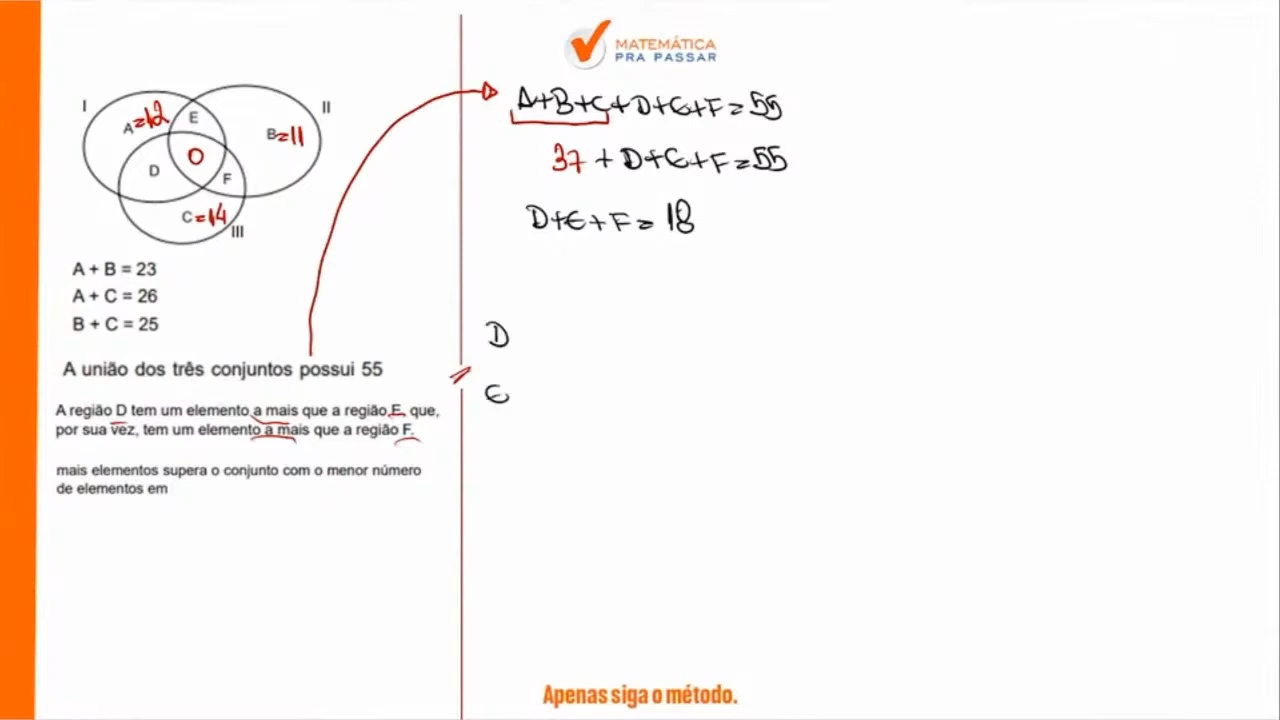 MATEMÁTICA
PRA PASSAR
I
II
A=12
E
B=11
0
D
F
C=14
III
A + B = 23
A + C = 26
B + C = 25
A união dos três conjuntos possui 55
A região D tem um elemento a mais que a região E, que,
por sua vez, tem um elemento a mais que a região F.
mais elementos supera o conjunto com o menor número
de elementos em
A+B+C+D+E+F=55
37+D+E+F=55
D+E+F=18
D
E
Apenas siga o método.